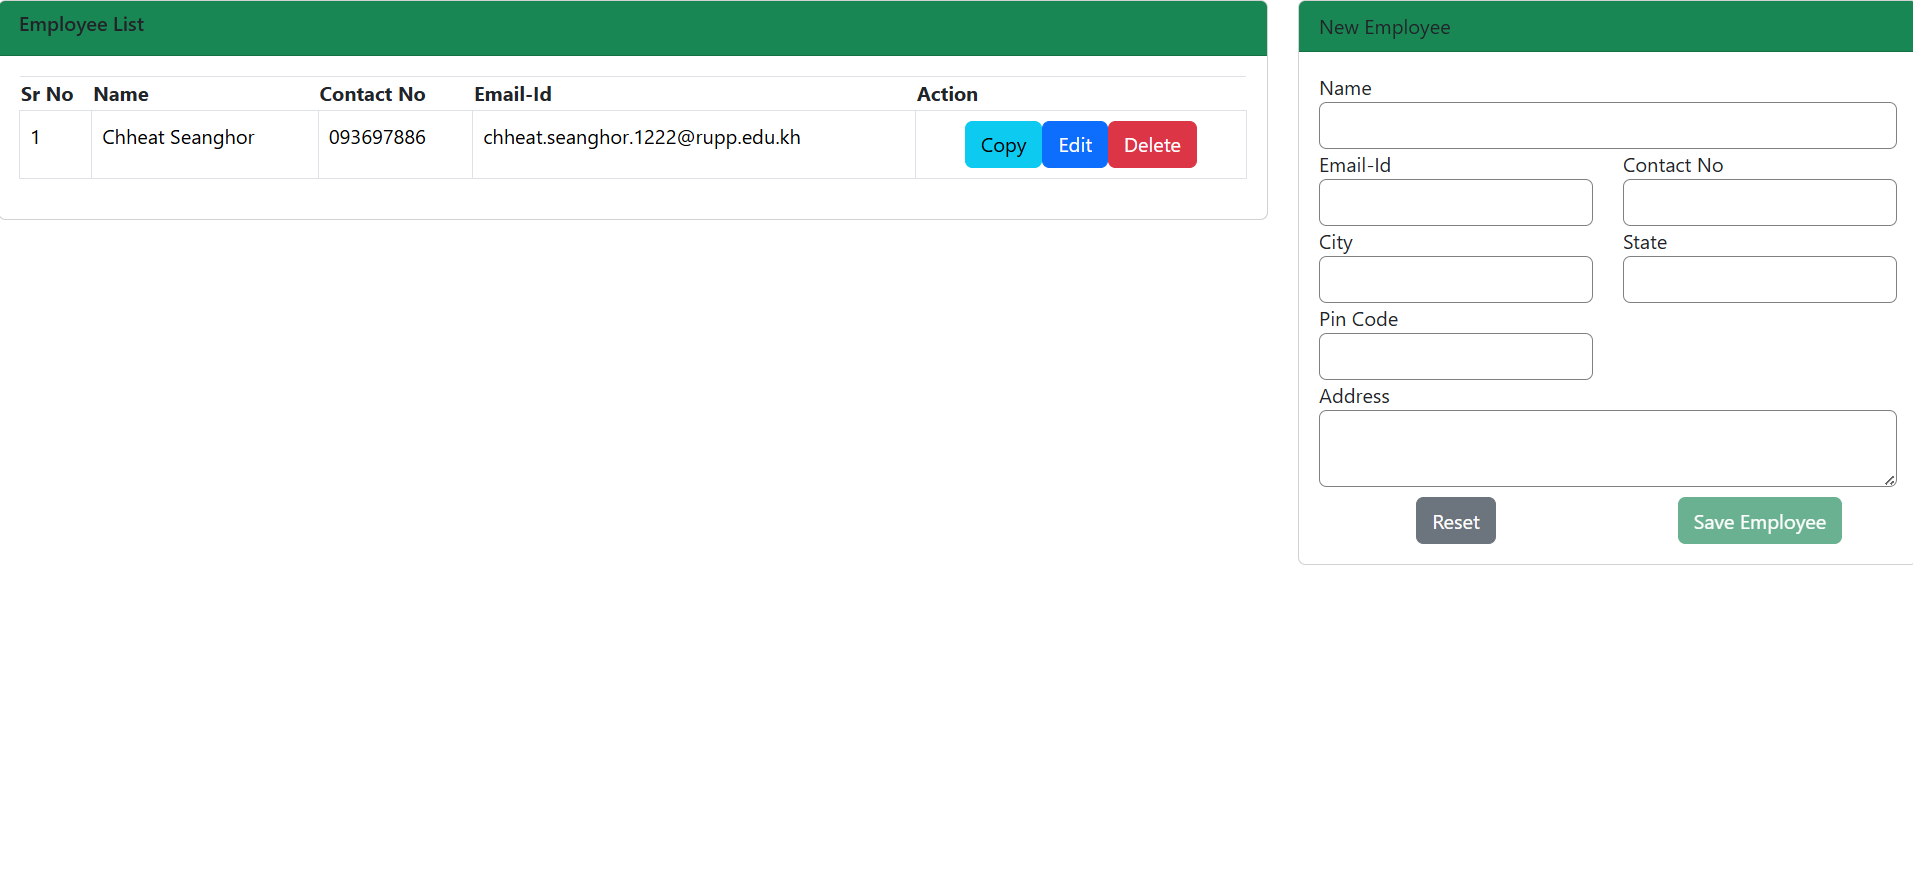 Employee List
Sr No Name Contact No Email-Id Action
1 Chheat Seanghor 093697886 chheat.seanghor.1222@rupp.edu.kh Copy Edit Delete
New Employee
Name
Email-Id Contact No
City State
Pin Code
Address
Reset Save Employee